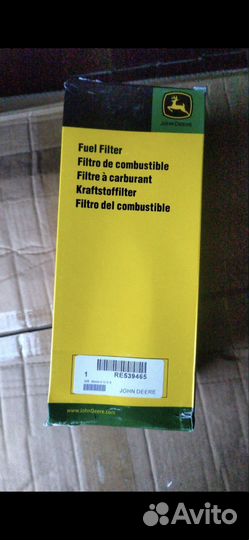 JOHN DEERE
Fuel Filter
Filtro de combustible
Filtre à carburant
Kraftstofffilter
Filtro del combustible
1 RE539465
JOHN DEERE
www.JohnDeere.com
Avito